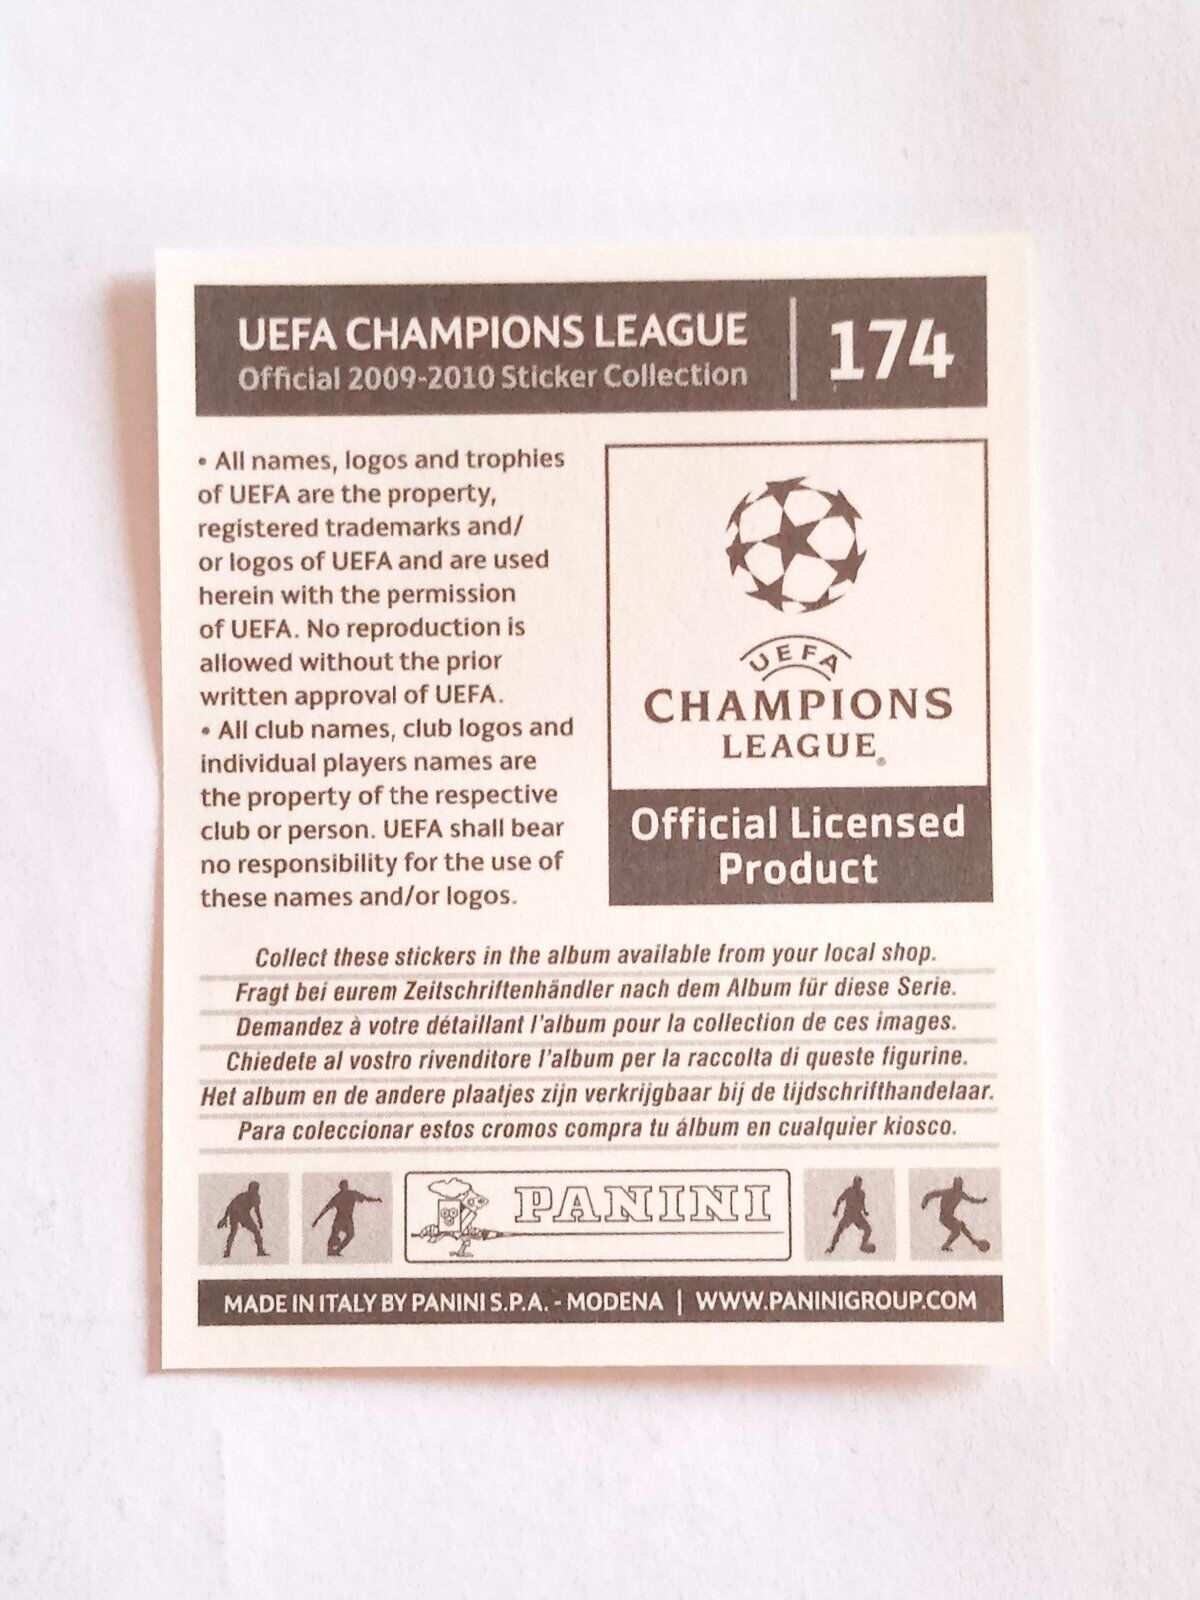 UEFA CHAMPIONS LEAGUE
Official 2009-2010 Sticker Collection
174
• All names, logos and trophies
of UEFA are the property,
registered trademarks and/
or logos of UEFA and are used
herein with the permission
of UEFA. No reproduction is
allowed without the prior
written approval of UEFA.
• All club names, club logos and
individual players names are
the property of the respective
club or person. UEFA shall bear
no responsibility for the use of
these names and/or logos.
UEFA
CHAMPIONS
LEAGUE®
Official Licensed
Product
Collect these stickers in the album available from your local shop.
Fragt bei eurem Zeitschriftenhändler nach dem Album für diese Serie.
Demandez à votre détaillant l'album pour la collection de ces images.
Chiedete al vostro rivenditore l'album per la raccolta di queste figurine.
Het album en de andere plaatjes zijn verkrijgbaar bij de tijdschrifthandelaar.
Para coleccionar estos cromos compra tu álbum en cualquier kiosco.
PANINI
MADE IN ITALY BY PANINI S.P.A. - MODENA | WWW.PANINIGROUP.COM